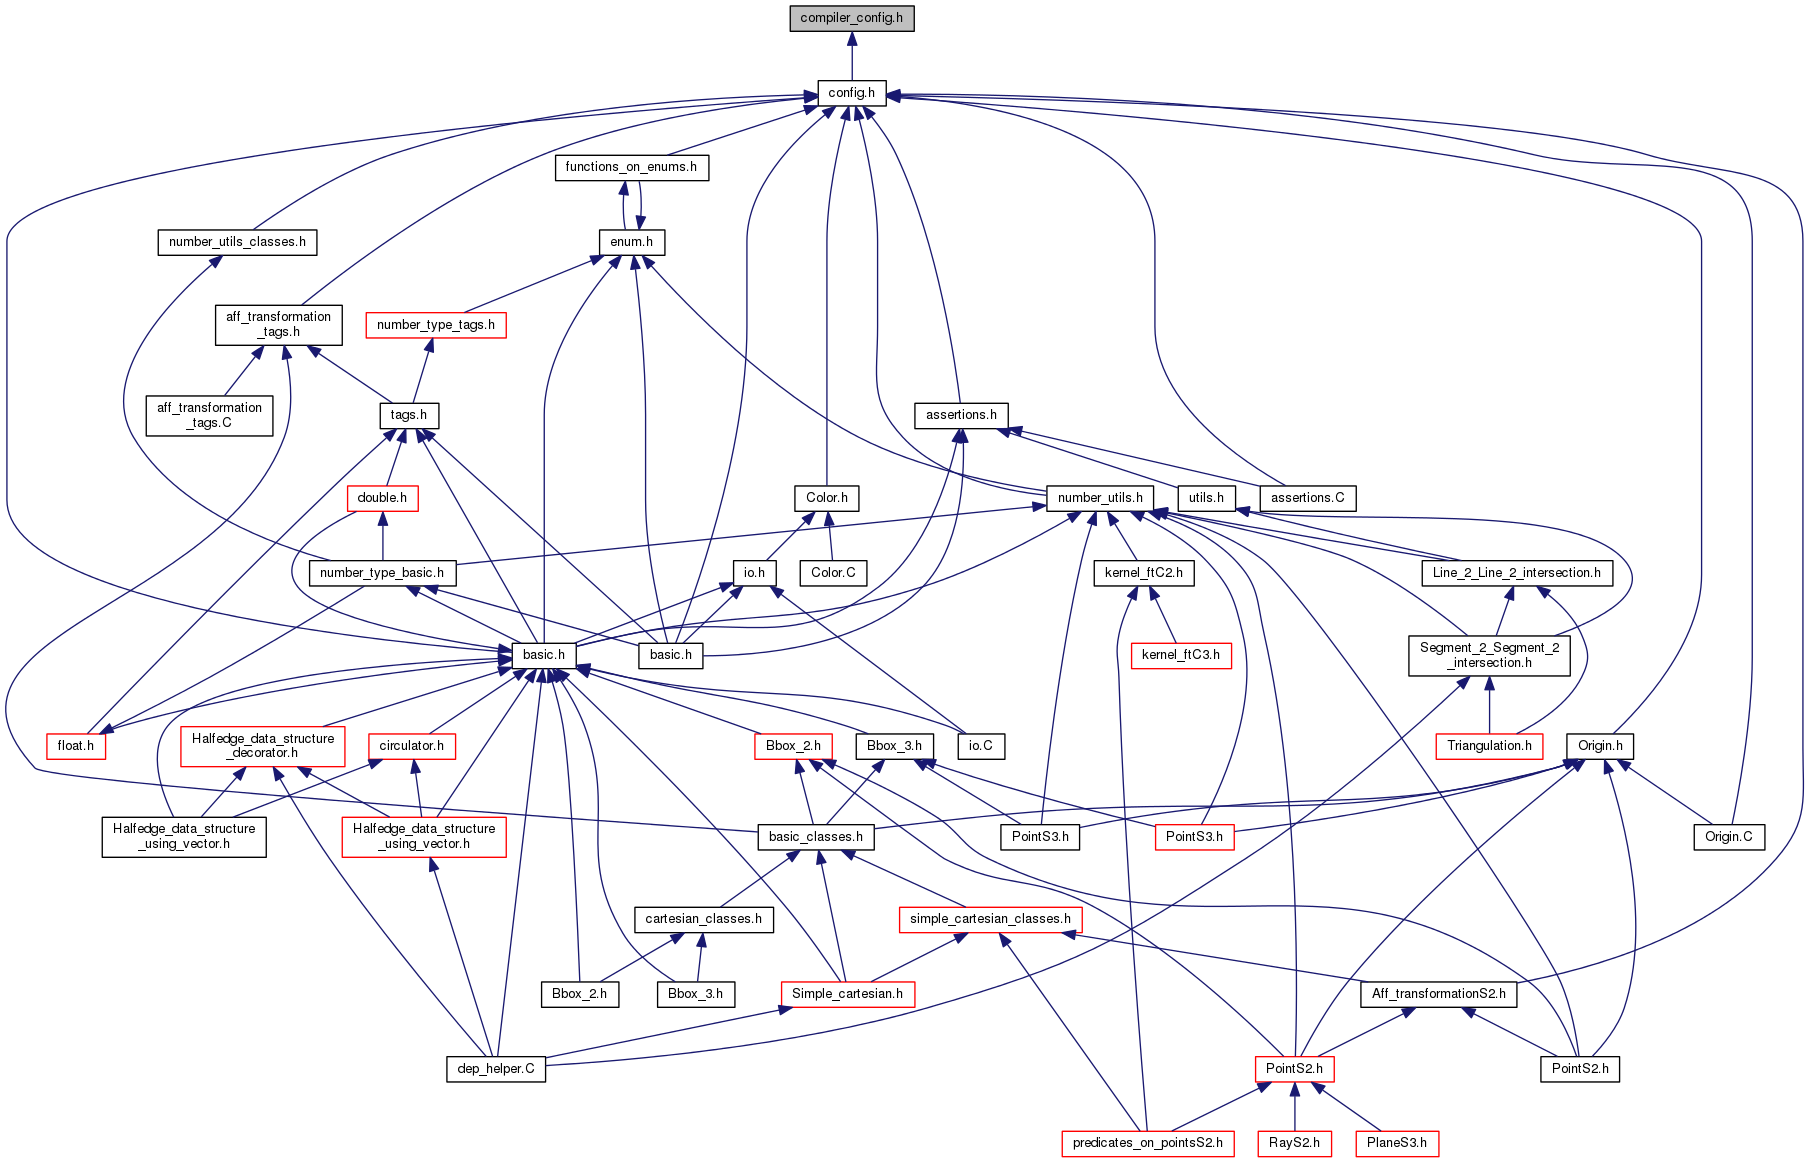 compiler_config.h
config.h
functions_on_enums.h
number_utils_classes.h
enum.h
aff_transformation
_tags.h
number_type_tags.h
aff_transformation
_tags.C
tags.h
assertions.h
double.h
Color.h
number_utils.h
utils.h
assertions.C
number_type_basic.h
io.h
Color.C
kernel_ftC2.h
Line_2_Line_2_intersection.h
basic.h
basic.h
kernel_ftC3.h
Segment_2_Segment_2
_intersection.h
float.h
Halfedge_data_structure
_decorator.h
circulator.h
Bbox_2.h
Bbox_3.h
io.C
Triangulation.h
Origin.h
Halfedge_data_structure
_using_vector.h
Halfedge_data_structure
_using_vector.h
basic_classes.h
PointS3.h
PointS3.h
Origin.C
cartesian_classes.h
simple_cartesian_classes.h
Bbox_2.h
Bbox_3.h
Simple_cartesian.h
Aff_transformationS2.h
dep_helper.C
PointS2.h
PointS2.h
predicates_on_pointsS2.h
RayS2.h
PlaneS3.h